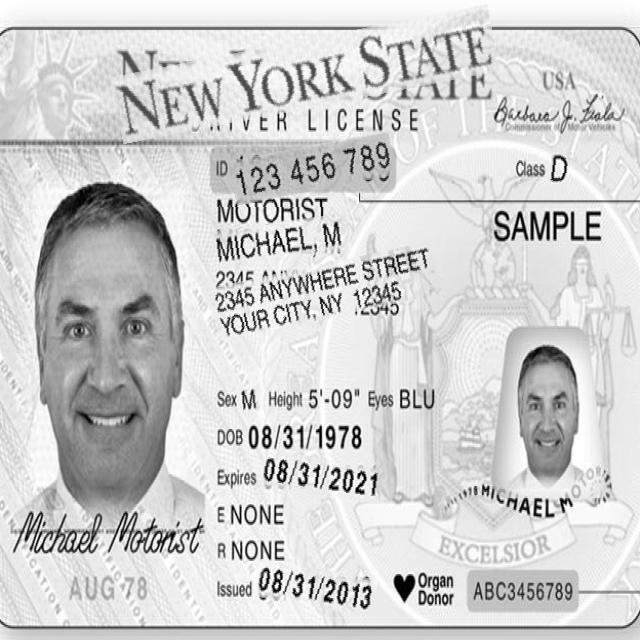 NEW YORK STATE
USA
DRIVER LICENSE
Barbara J. Fiala
Commissioner of Motor Vehicles
ID 123 456 789
Class D
MOTORIST
MICHAEL, M
SAMPLE
2345 ANYWHERE STREET
YOUR CITY, NY 12345
Sex M Height 5'-09" Eyes BLU
DOB 08/31/1978
Expires 08/31/2021
E NONE
R NONE
Issued 08/31/2013
Michael Motorist
AUG 78
MICHAEL M MOTORIST
EXCELSIOR
Organ
Donor
ABC3456789